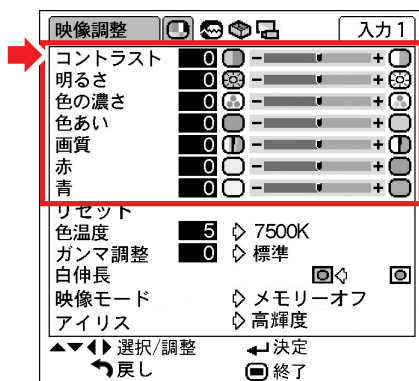 映像調整 入力1
コントラスト 0 - +
明るさ 0 - +
色の濃さ 0 - +
色あい 0 - +
画質 0 - +
赤 0 - +
青 0 - +
リセット
色温度 5 7500K
ガンマ調整 0 標準
白伸長
映像モード メモリーオフ
アイリス 高輝度
選択/調整 決定
戻し 終了